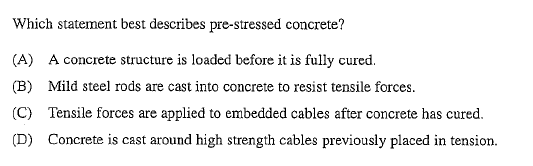 Which statement best describes pre-stressed concrete?
(A) A concrete structure is loaded before it is fully cured.
(B) Mild steel rods are cast into concrete to resist tensile forces.
(C) Tensile forces are applied to embedded cables after concrete has cured.
(D) Concrete is cast around high strength cables previously placed in tension.